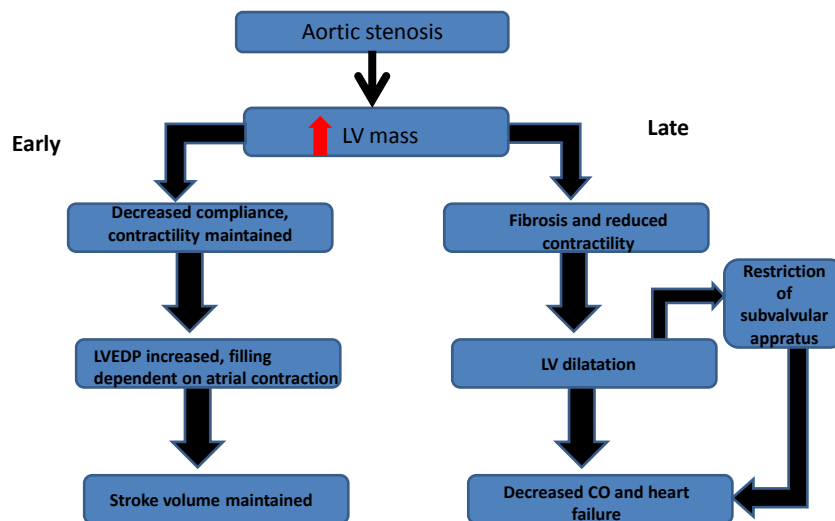 Aortic stenosis
LV mass
Early
Late
Decreased compliance,
contractility maintained
Fibrosis and reduced
contractility
Restriction
of
subvalvular
appratus
LVEDP increased, filling
dependent on atrial contraction
LV dilatation
Stroke volume maintained
Decreased CO and heart
failure